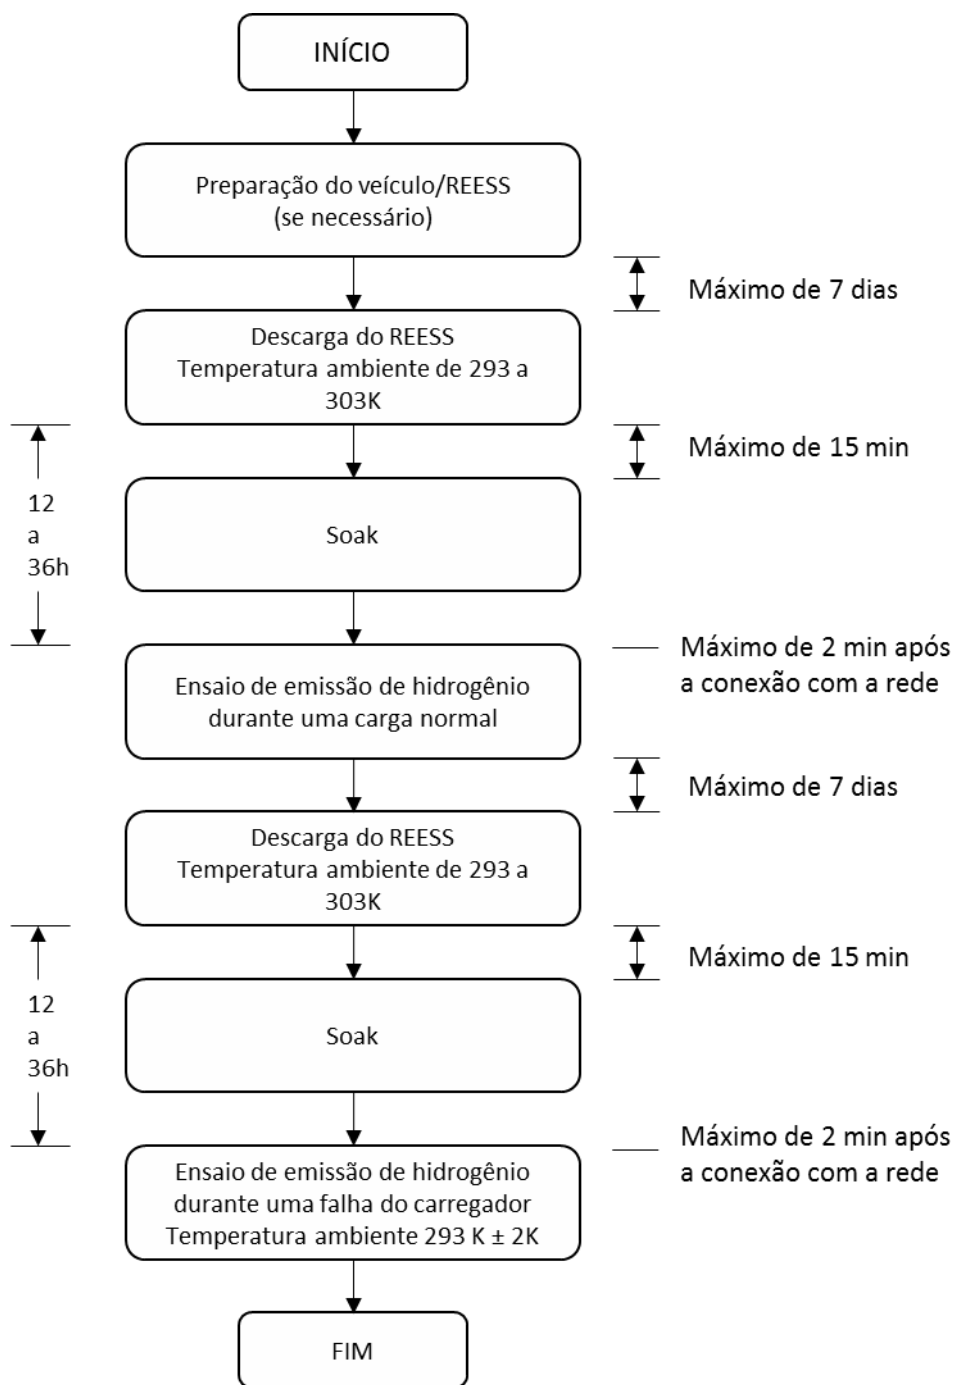 INÍCIO
Preparação do veículo/REESS
(se necessário)
Máximo de 7 dias
Descarga do REESS
Temperatura ambiente de 293 a
303K
Máximo de 15 min
12
a
36h
Soak
Máximo de 2 min após
a conexão com a rede
Ensaio de emissão de hidrogênio
durante uma carga normal
Máximo de 7 dias
Descarga do REESS
Temperatura ambiente de 293 a
303K
Máximo de 15 min
12
a
36h
Soak
Máximo de 2 min após
a conexão com a rede
Ensaio de emissão de hidrogênio
durante uma falha do carregador
Temperatura ambiente 293 K ± 2K
FIM